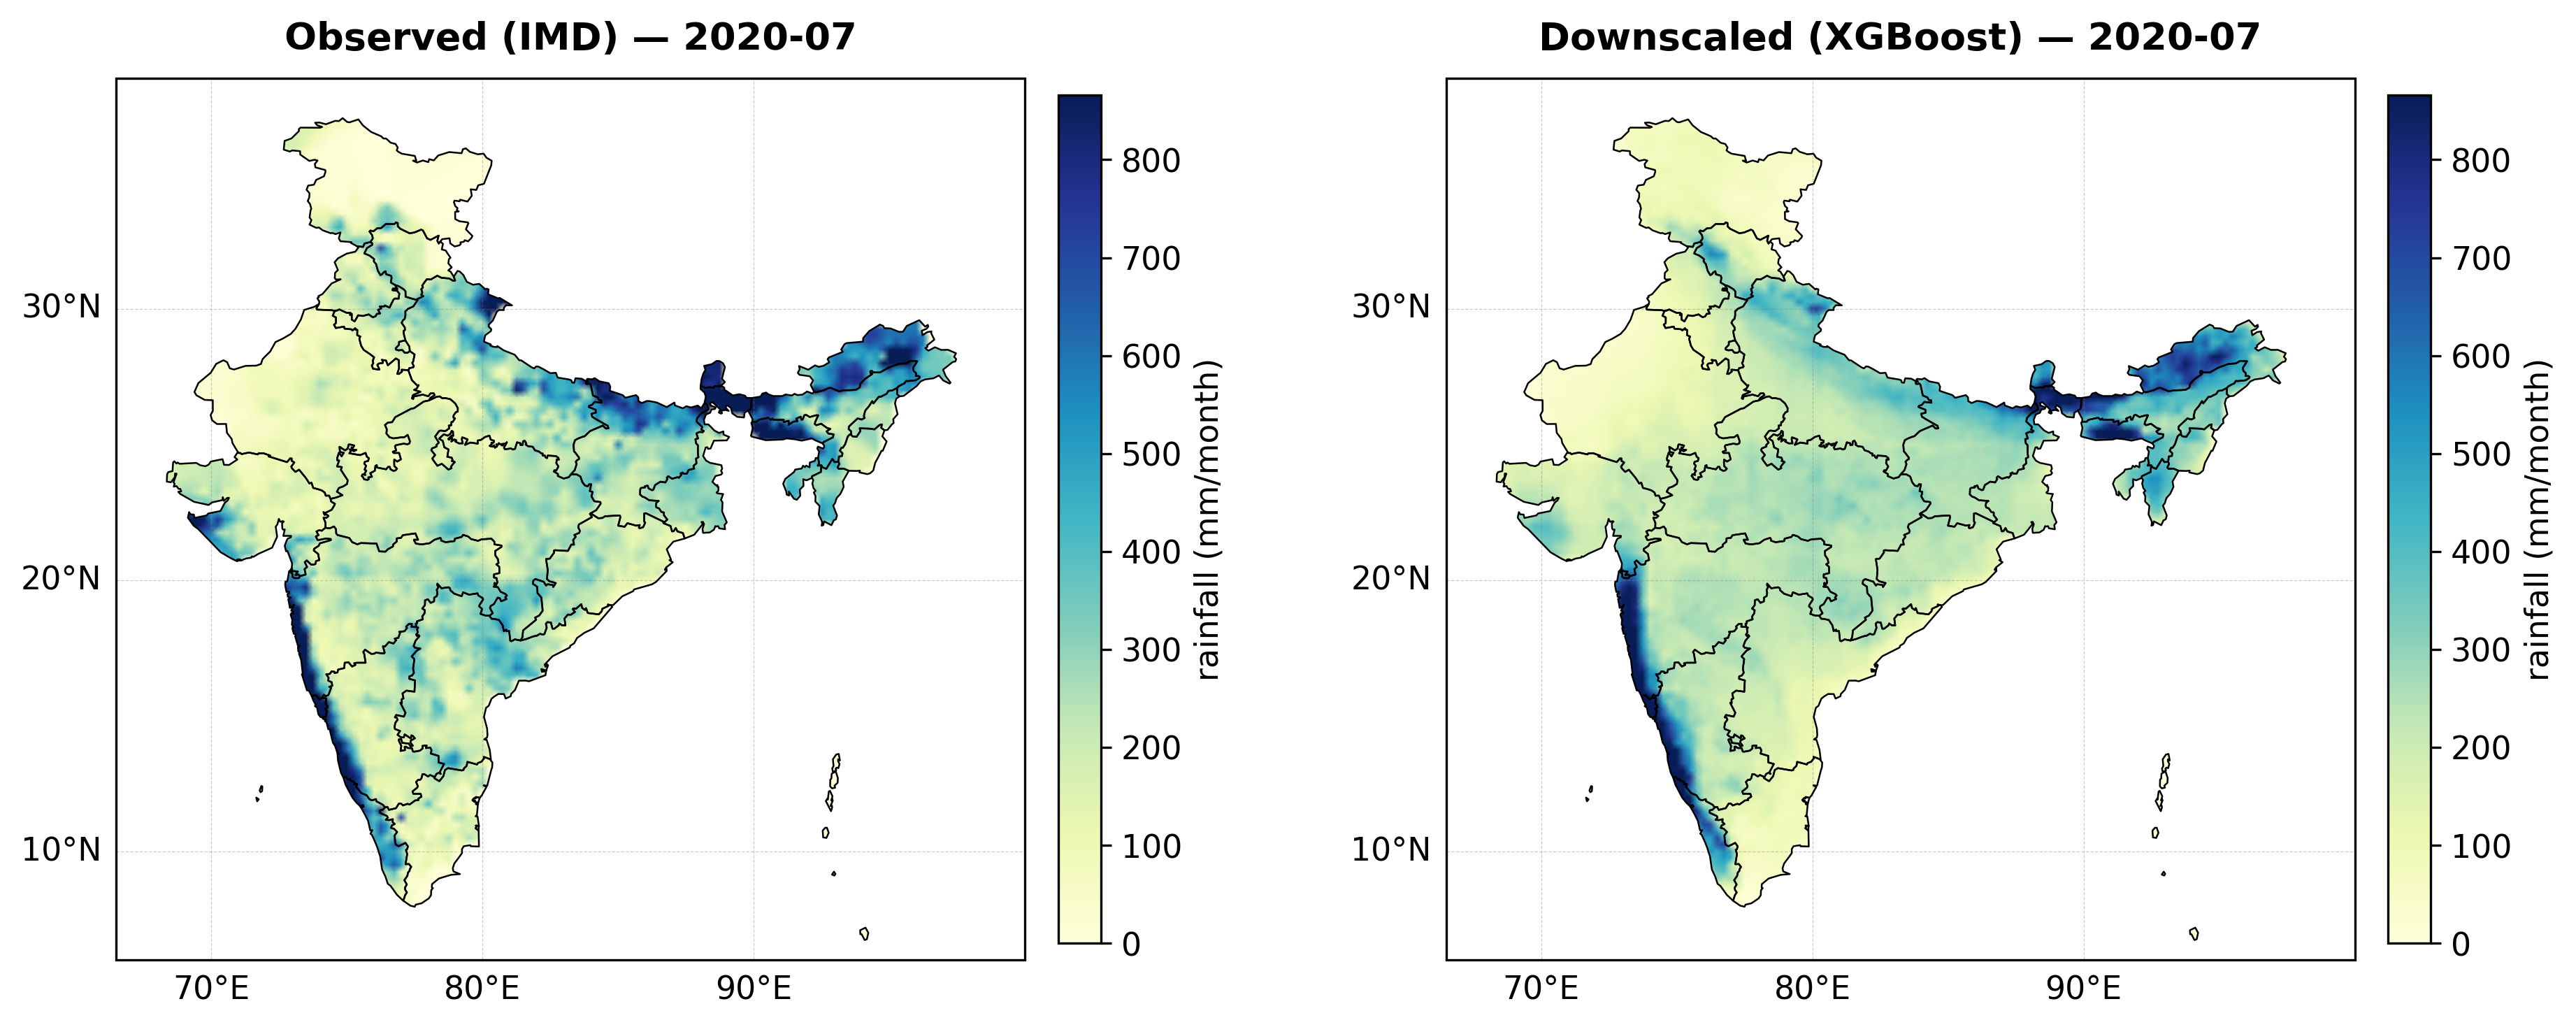 Observed (IMD) — 2020-07
30°N
20°N
10°N
70°E
80°E
90°E
800
700
600
500
400
300
200
100
0
rainfall (mm/month)
Downscaled (XGBoost) — 2020-07
30°N
20°N
10°N
70°E
80°E
90°E
800
700
600
500
400
300
200
100
0
rainfall (mm/month)